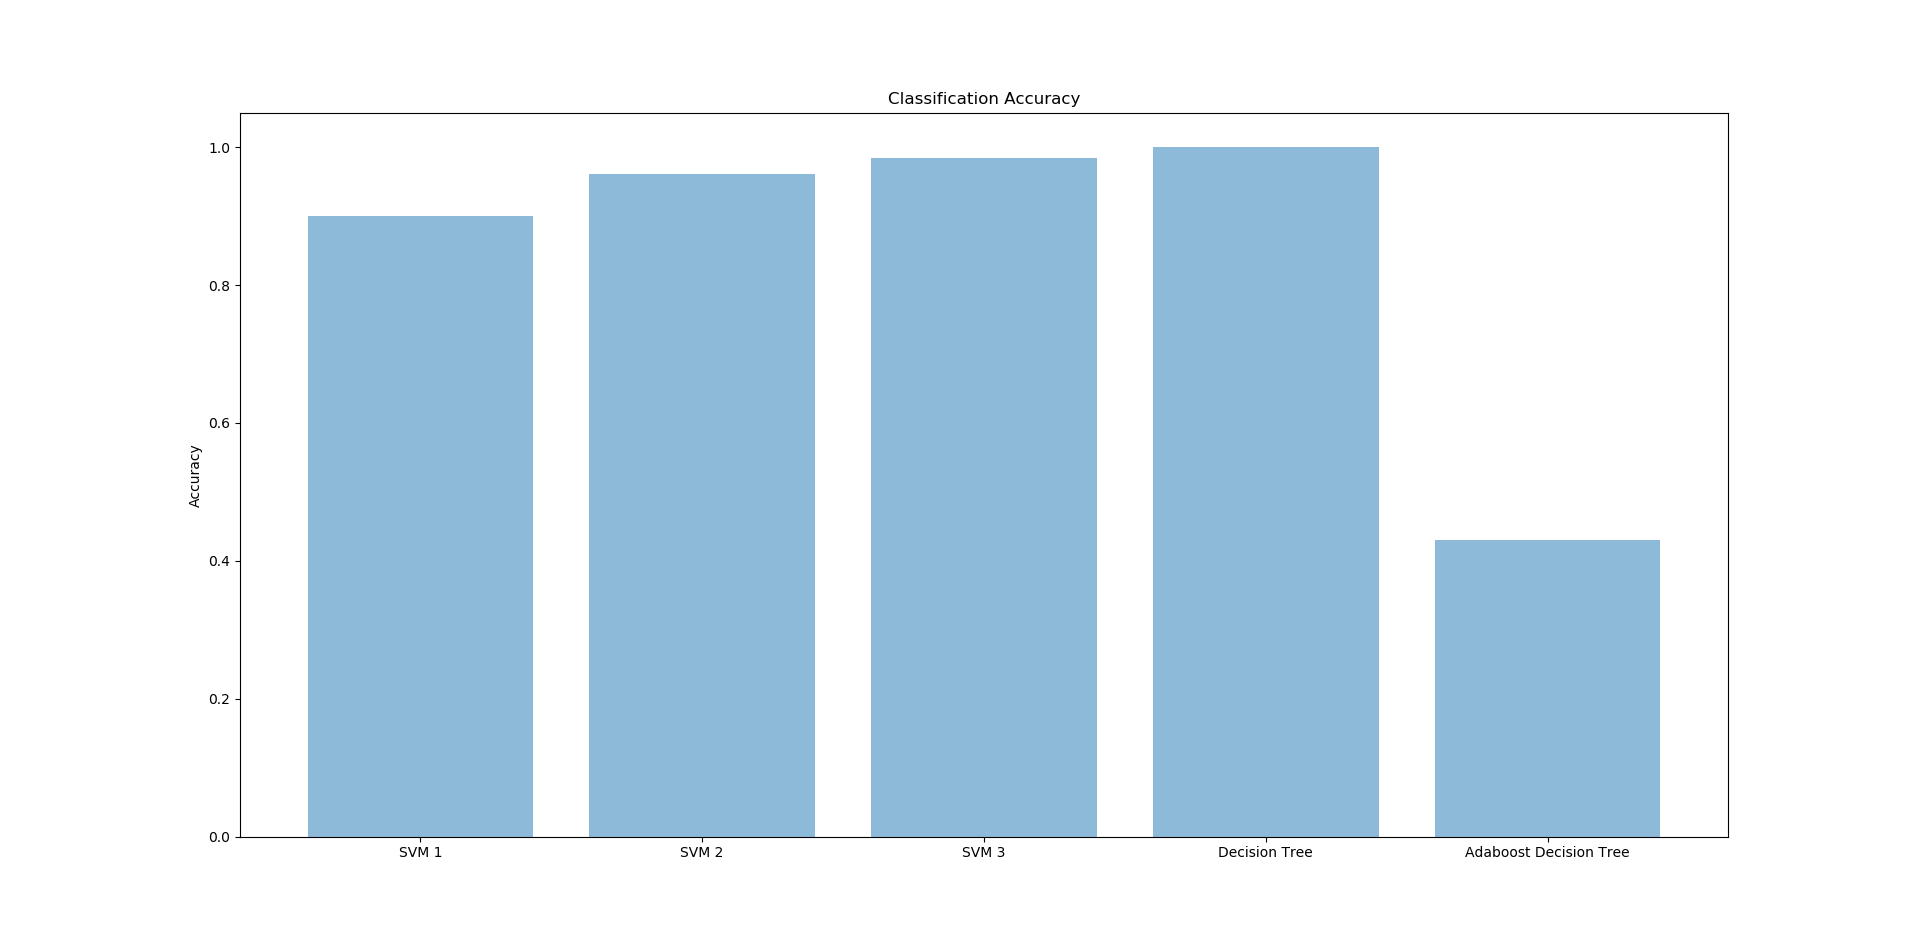 Classification Accuracy
1.0
0.8
0.6
0.4
0.2
0.0
Accuracy
SVM 1
SVM 2
SVM 3
Decision Tree
Adaboost Decision Tree